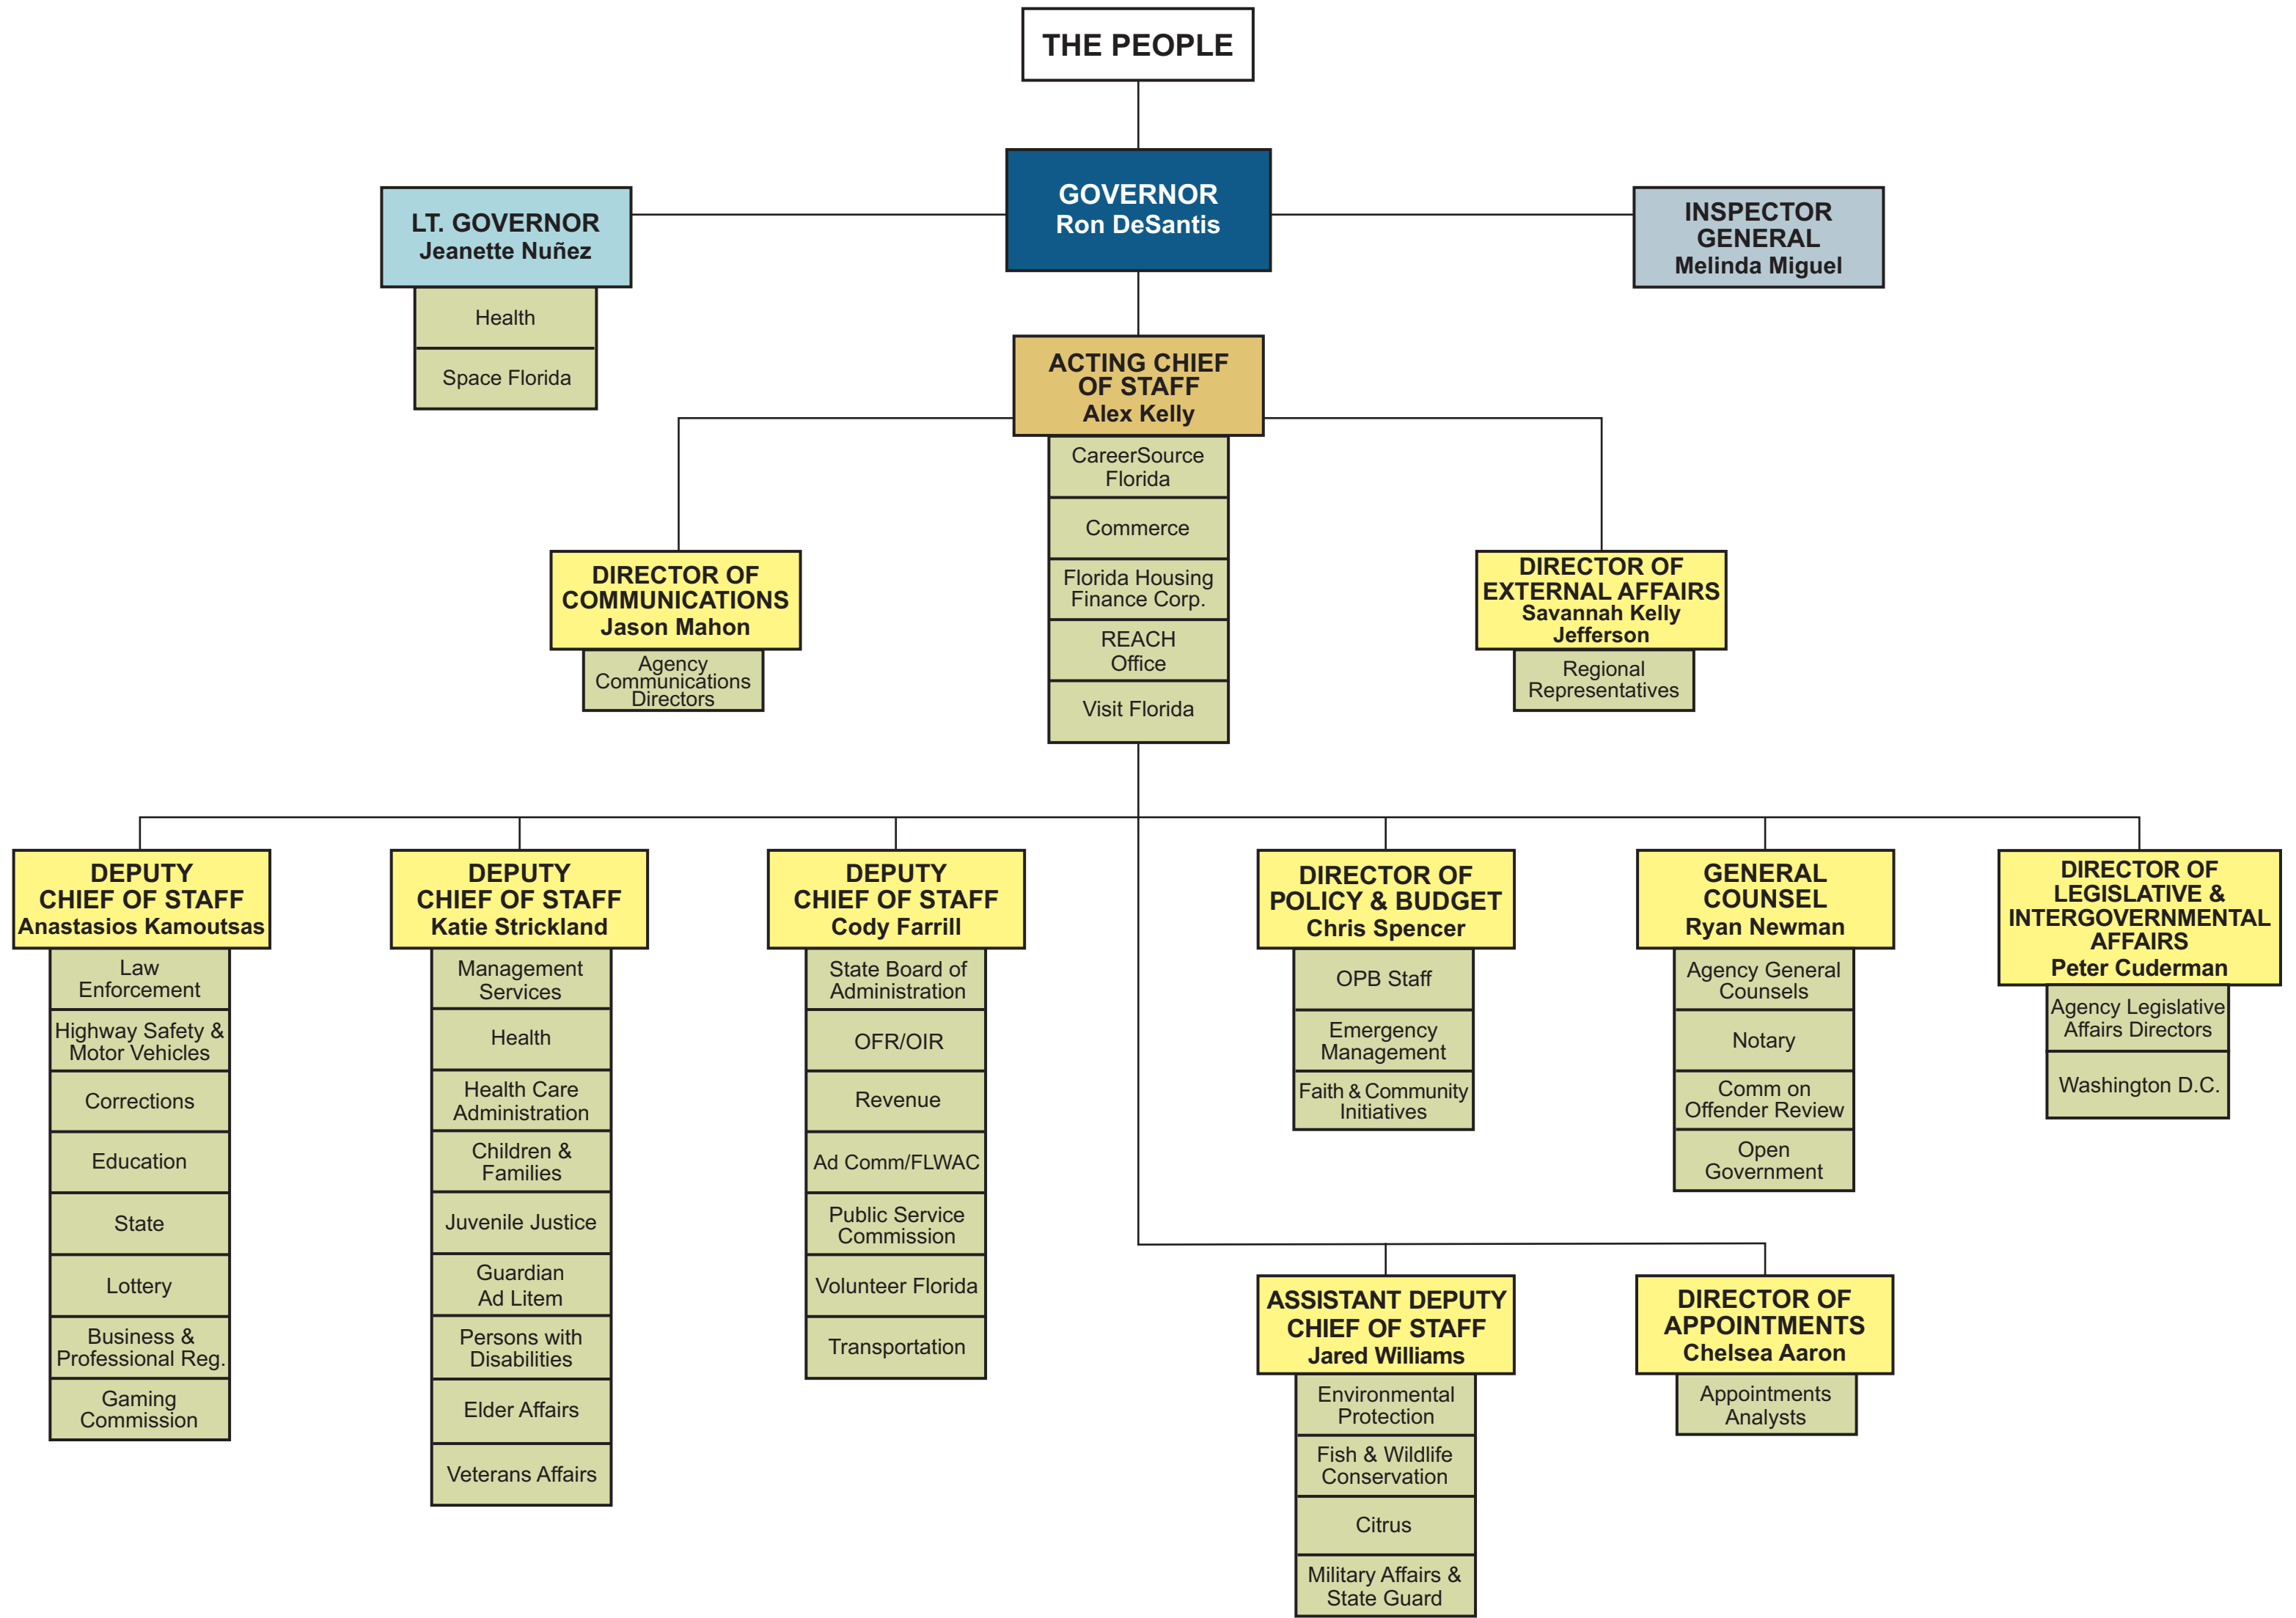 THE PEOPLE
GOVERNOR
Ron DeSantis
LT. GOVERNOR
Jeanette Nuñez
Health
Space Florida
INSPECTOR
GENERAL
Melinda Miguel
ACTING CHIEF
OF STAFF
Alex Kelly
CareerSource
Florida
Commerce
Florida Housing
Finance Corp.
REACH
Office
Visit Florida
DIRECTOR OF
COMMUNICATIONS
Jason Mahon
Agency
Communications
Directors
DIRECTOR OF
EXTERNAL AFFAIRS
Savannah Kelly
Jefferson
Regional
Representatives
DEPUTY
CHIEF OF STAFF
Anastasios Kamoutsas
Law
Enforcement
Highway Safety &
Motor Vehicles
Corrections
Education
State
Lottery
Business &
Professional Reg.
Gaming
Commission
DEPUTY
CHIEF OF STAFF
Katie Strickland
Management
Services
Health
Health Care
Administration
Children &
Families
Juvenile Justice
Guardian
Ad Litem
Persons with
Disabilities
Elder Affairs
Veterans Affairs
DEPUTY
CHIEF OF STAFF
Cody Farrill
State Board of
Administration
OFR/OIR
Revenue
Ad Comm/FLWAC
Public Service
Commission
Volunteer Florida
Transportation
DIRECTOR OF
POLICY & BUDGET
Chris Spencer
OPB Staff
Emergency
Management
Faith & Community
Initiatives
GENERAL
COUNSEL
Ryan Newman
Agency General
Counsels
Notary
Comm on
Offender Review
Open
Government
DIRECTOR OF
LEGISLATIVE &
INTERGOVERNMENTAL
AFFAIRS
Peter Cuderman
Agency Legislative
Affairs Directors
Washington D.C.
ASSISTANT DEPUTY
CHIEF OF STAFF
Jared Williams
Environmental
Protection
Fish & Wildlife
Conservation
Citrus
Military Affairs &
State Guard
DIRECTOR OF
APPOINTMENTS
Chelsea Aaron
Appointments
Analysts